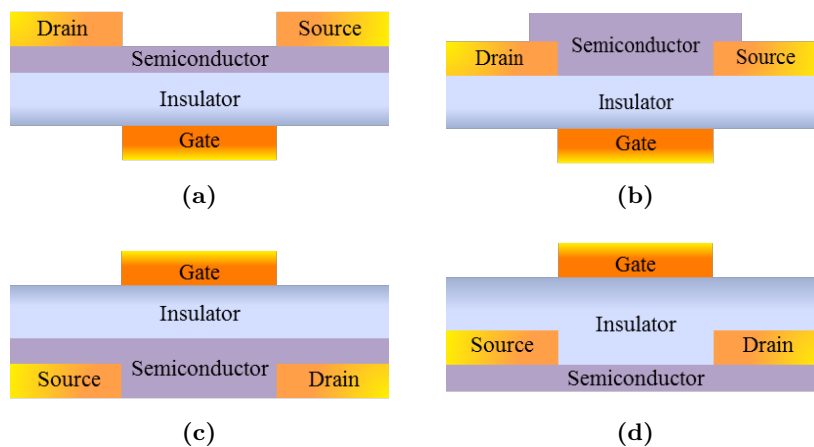 Drain Source
Semiconductor
Insulator
Gate
(a)
Semiconductor
Drain Source
Insulator
Gate
(b)
Gate
Insulator
Source Semiconductor Drain
(c)
Gate
Insulator
Source Drain
Semiconductor
(d)